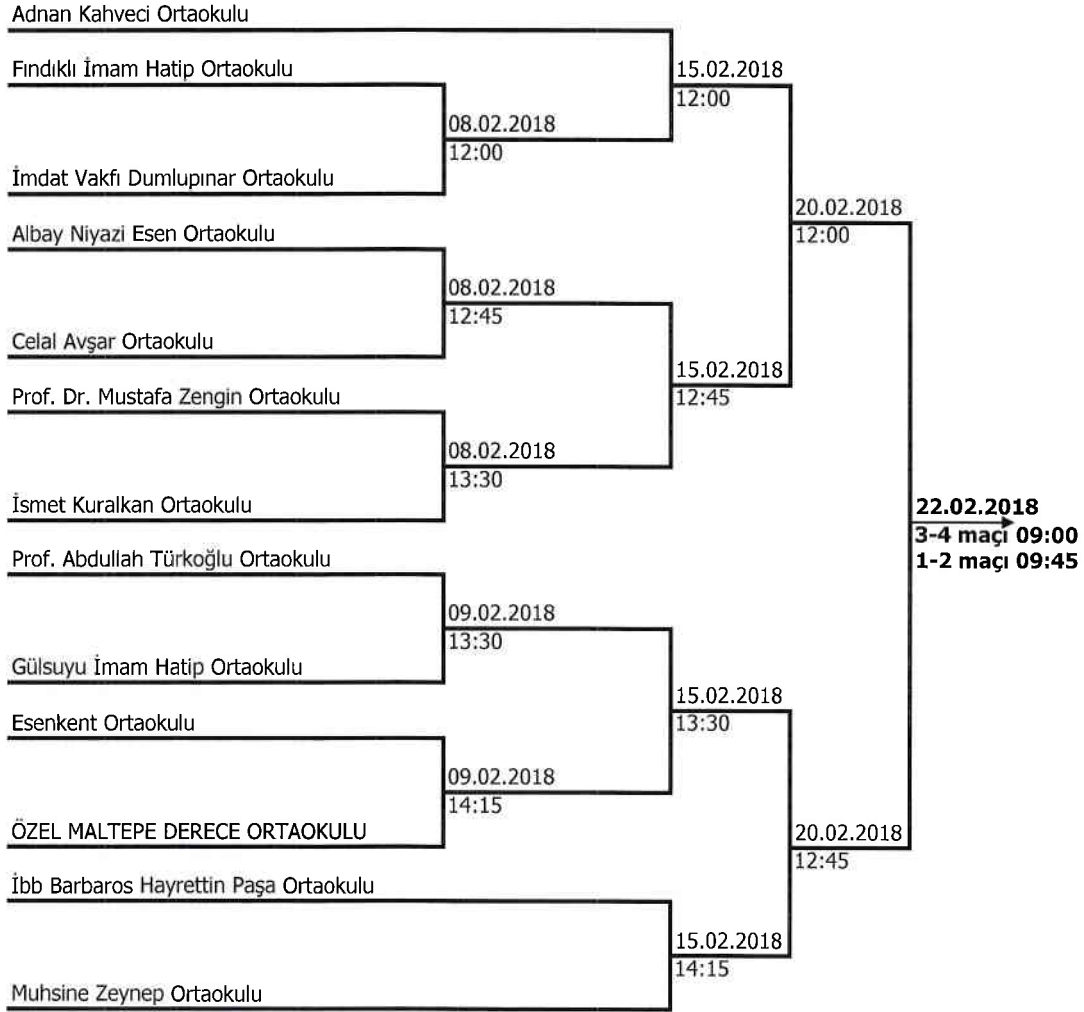 Adnan Kahveci Ortaokulu
Fındıklı İmam Hatip Ortaokulu
15.02.2018
12:00
08.02.2018
12:00
İmdat Vakfı Dumlupınar Ortaokulu
20.02.2018
12:00
Albay Niyazi Esen Ortaokulu
08.02.2018
12:45
Celal Avşar Ortaokulu
15.02.2018
12:45
Prof. Dr. Mustafa Zengin Ortaokulu
08.02.2018
13:30
İsmet Kuralkan Ortaokulu
22.02.2018
3-4 maçı 09:00
1-2 maçı 09:45
Prof. Abdullah Türkoğlu Ortaokulu
09.02.2018
13:30
Gülsuyu İmam Hatip Ortaokulu
15.02.2018
13:30
Esenkent Ortaokulu
09.02.2018
14:15
ÖZEL MALTEPE DERECE ORTAOKULU
20.02.2018
12:45
İbb Barbaros Hayrettin Paşa Ortaokulu
15.02.2018
14:15
Muhsine Zeynep Ortaokulu